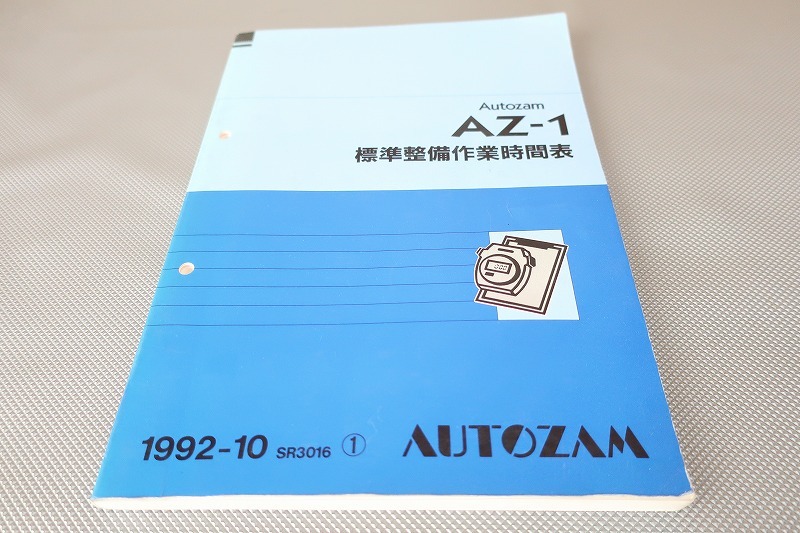 Autozam
AZ-1
標準整備作業時間表
1992-10 SR3016 ① AUTOZAM